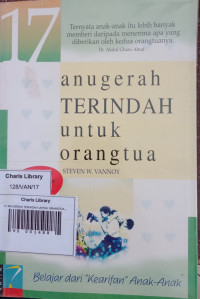 17
Ternyata anak-anak itu lebih banyak
memberi daripada menerima apa yang
diberikan oleh kedua orangtuanya.
anugerah
TERINDAH
untuk
orangtua
STEVEN W. VANNOY
Charis Library
128/VAN/17
Charis Library
Belajar dari "Kearifan" Anak-Anak